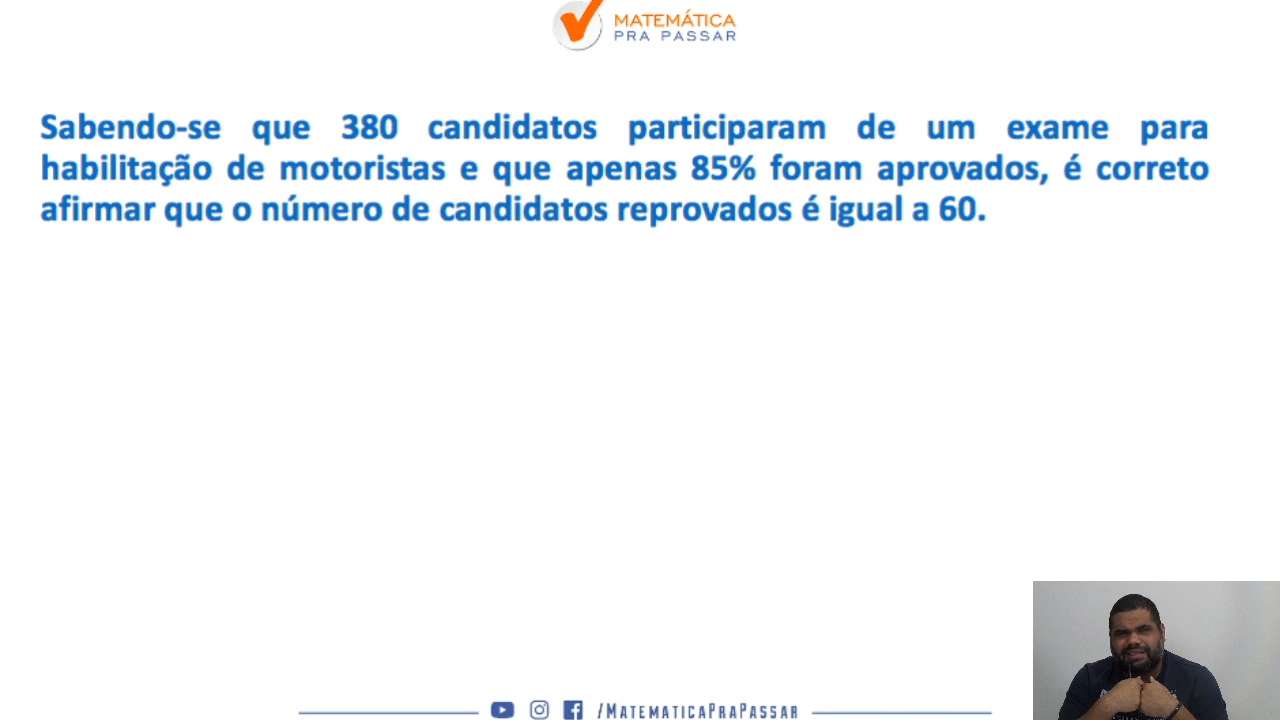 MATEMÁTICA
PRA PASSAR
Sabendo-se que 380 candidatos participaram de um exame para
habilitação de motoristas e que apenas 85% foram aprovados, é correto
afirmar que o número de candidatos reprovados é igual a 60.
/MATEMATICAPRAPASSAR